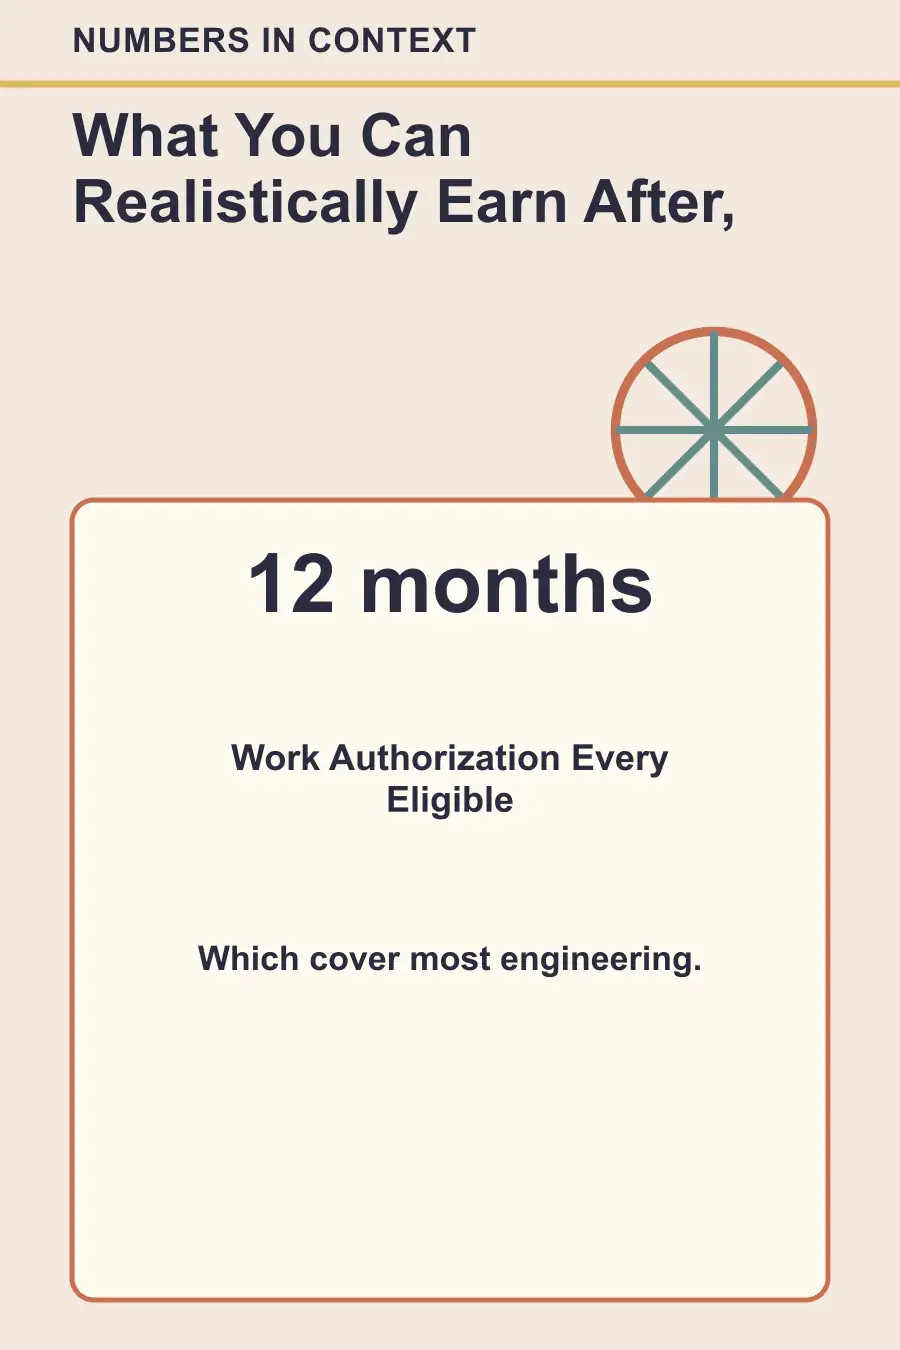 NUMBERS IN CONTEXT
What You Can
Realistically Earn After,
12 months
Work Authorization Every
Eligible
Which cover most engineering.